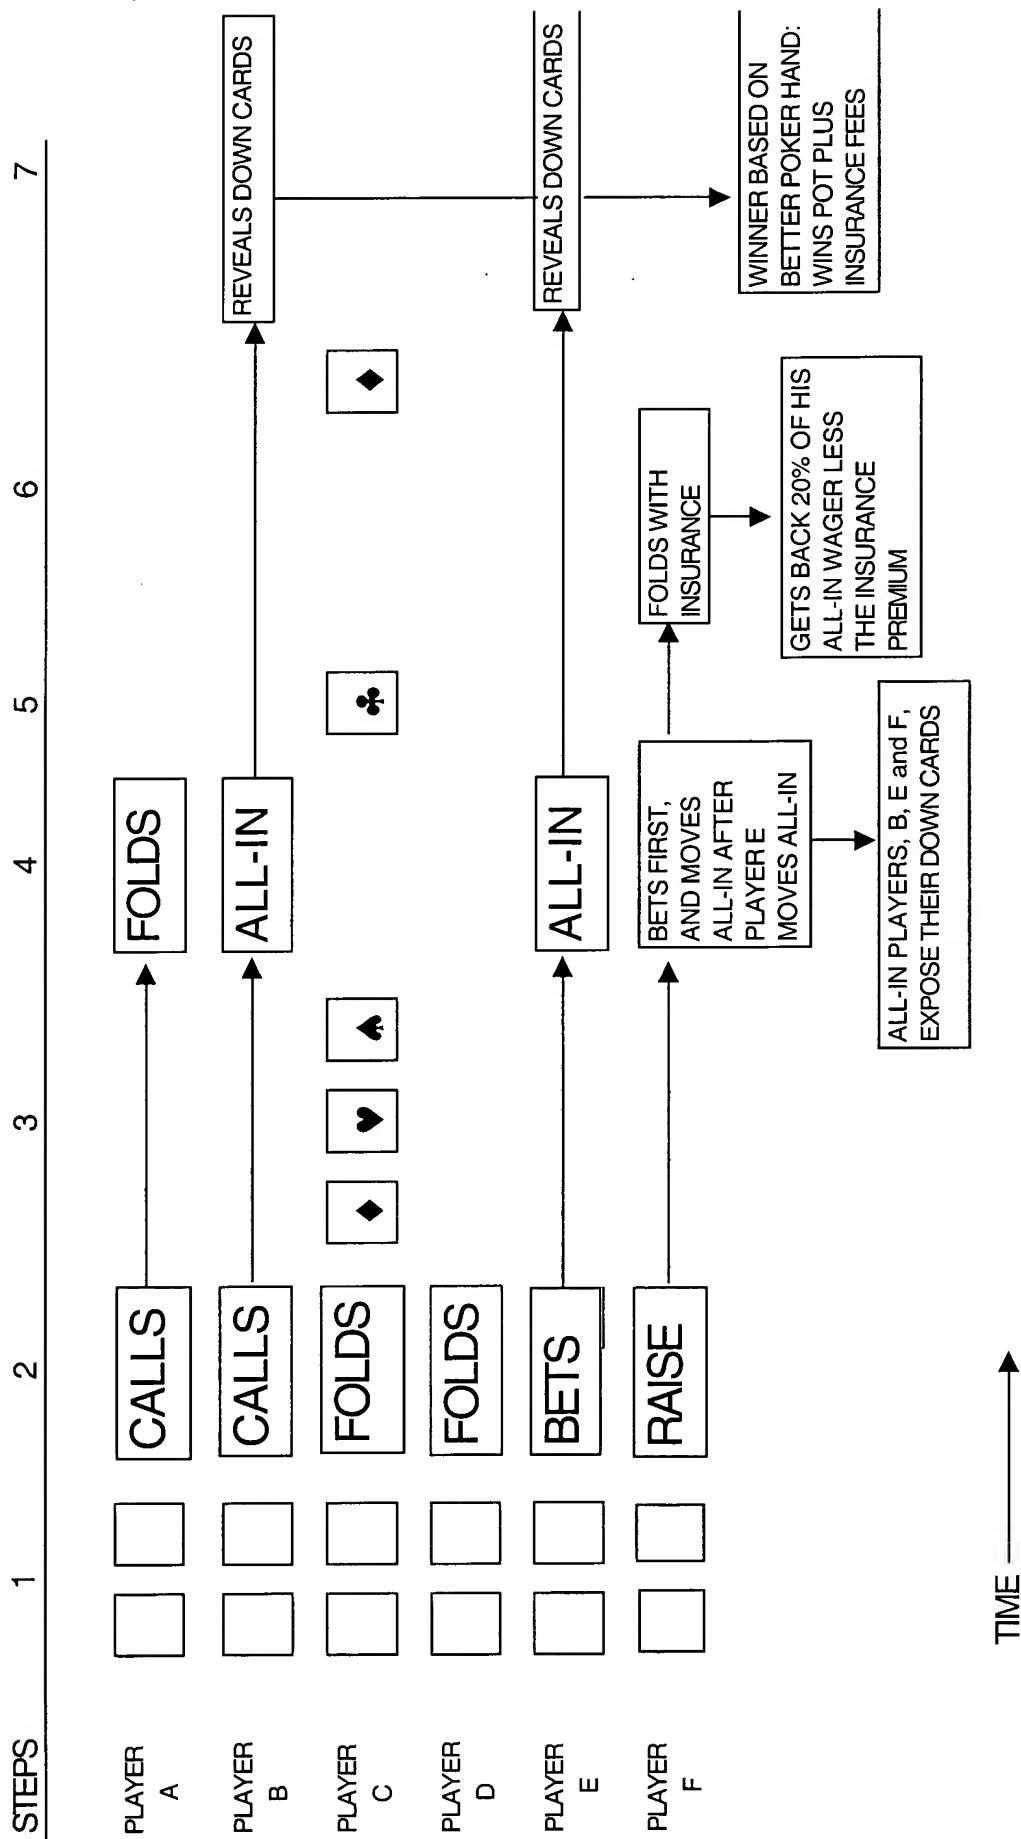 STEPS
1
2
3
4
5
6
7
PLAYER
A
CALLS
FOLDS
PLAYER
B
CALLS
ALL-IN
REVEALS DOWN CARDS
PLAYER
C
FOLDS
PLAYER
D
FOLDS
PLAYER
E
BETS
ALL-IN
REVEALS DOWN CARDS
PLAYER
F
RAISE
BETS FIRST,
AND MOVES
ALL-IN AFTER
PLAYER E
MOVES ALL-IN
FOLDS WITH
INSURANCE
WINNER BASED ON
BETTER POKER HAND:
WINS POT PLUS
INSURANCE FEES
GETS BACK 20% OF HIS
ALL-IN WAGER LESS
THE INSURANCE
PREMIUM
ALL-IN PLAYERS, B, E and F,
EXPOSE THEIR DOWN CARDS
TIME